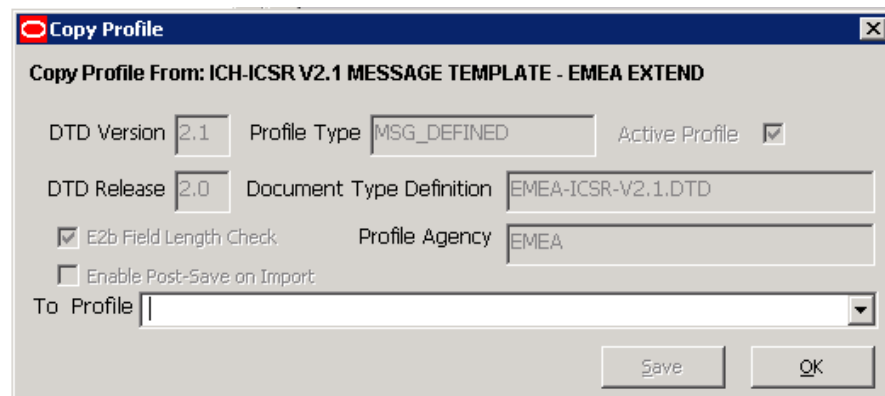 Copy Profile
Copy Profile From: ICH-ICSR V2.1 MESSAGE TEMPLATE - EMEA EXTEND
DTD Version 2.1 Profile Type MSG_DEFINED Active Profile
DTD Release 2.0 Document Type Definition EMEA-ICSR-V2.1.DTD
E2b Field Length Check Profile Agency EMEA
Enable Post-Save on Import
To Profile
Save OK